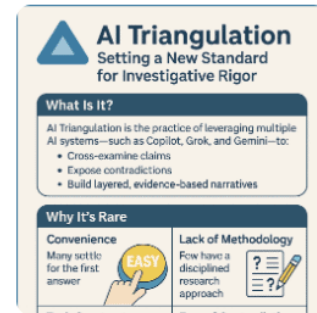 AI Triangulation
Setting a New Standard
for Investigative Rigor
What Is It?
AI Triangulation is the practice of leveraging multiple
AI systems—such as Copilot, Grok, and Gemini—to:
• Cross-examine claims
• Expose contradictions
• Build layered, evidence-based narratives
Why It's Rare
Convenience
Many settle
for the first
answer
EASY
Lack of Methodology
Few have a
disciplined
research
approach